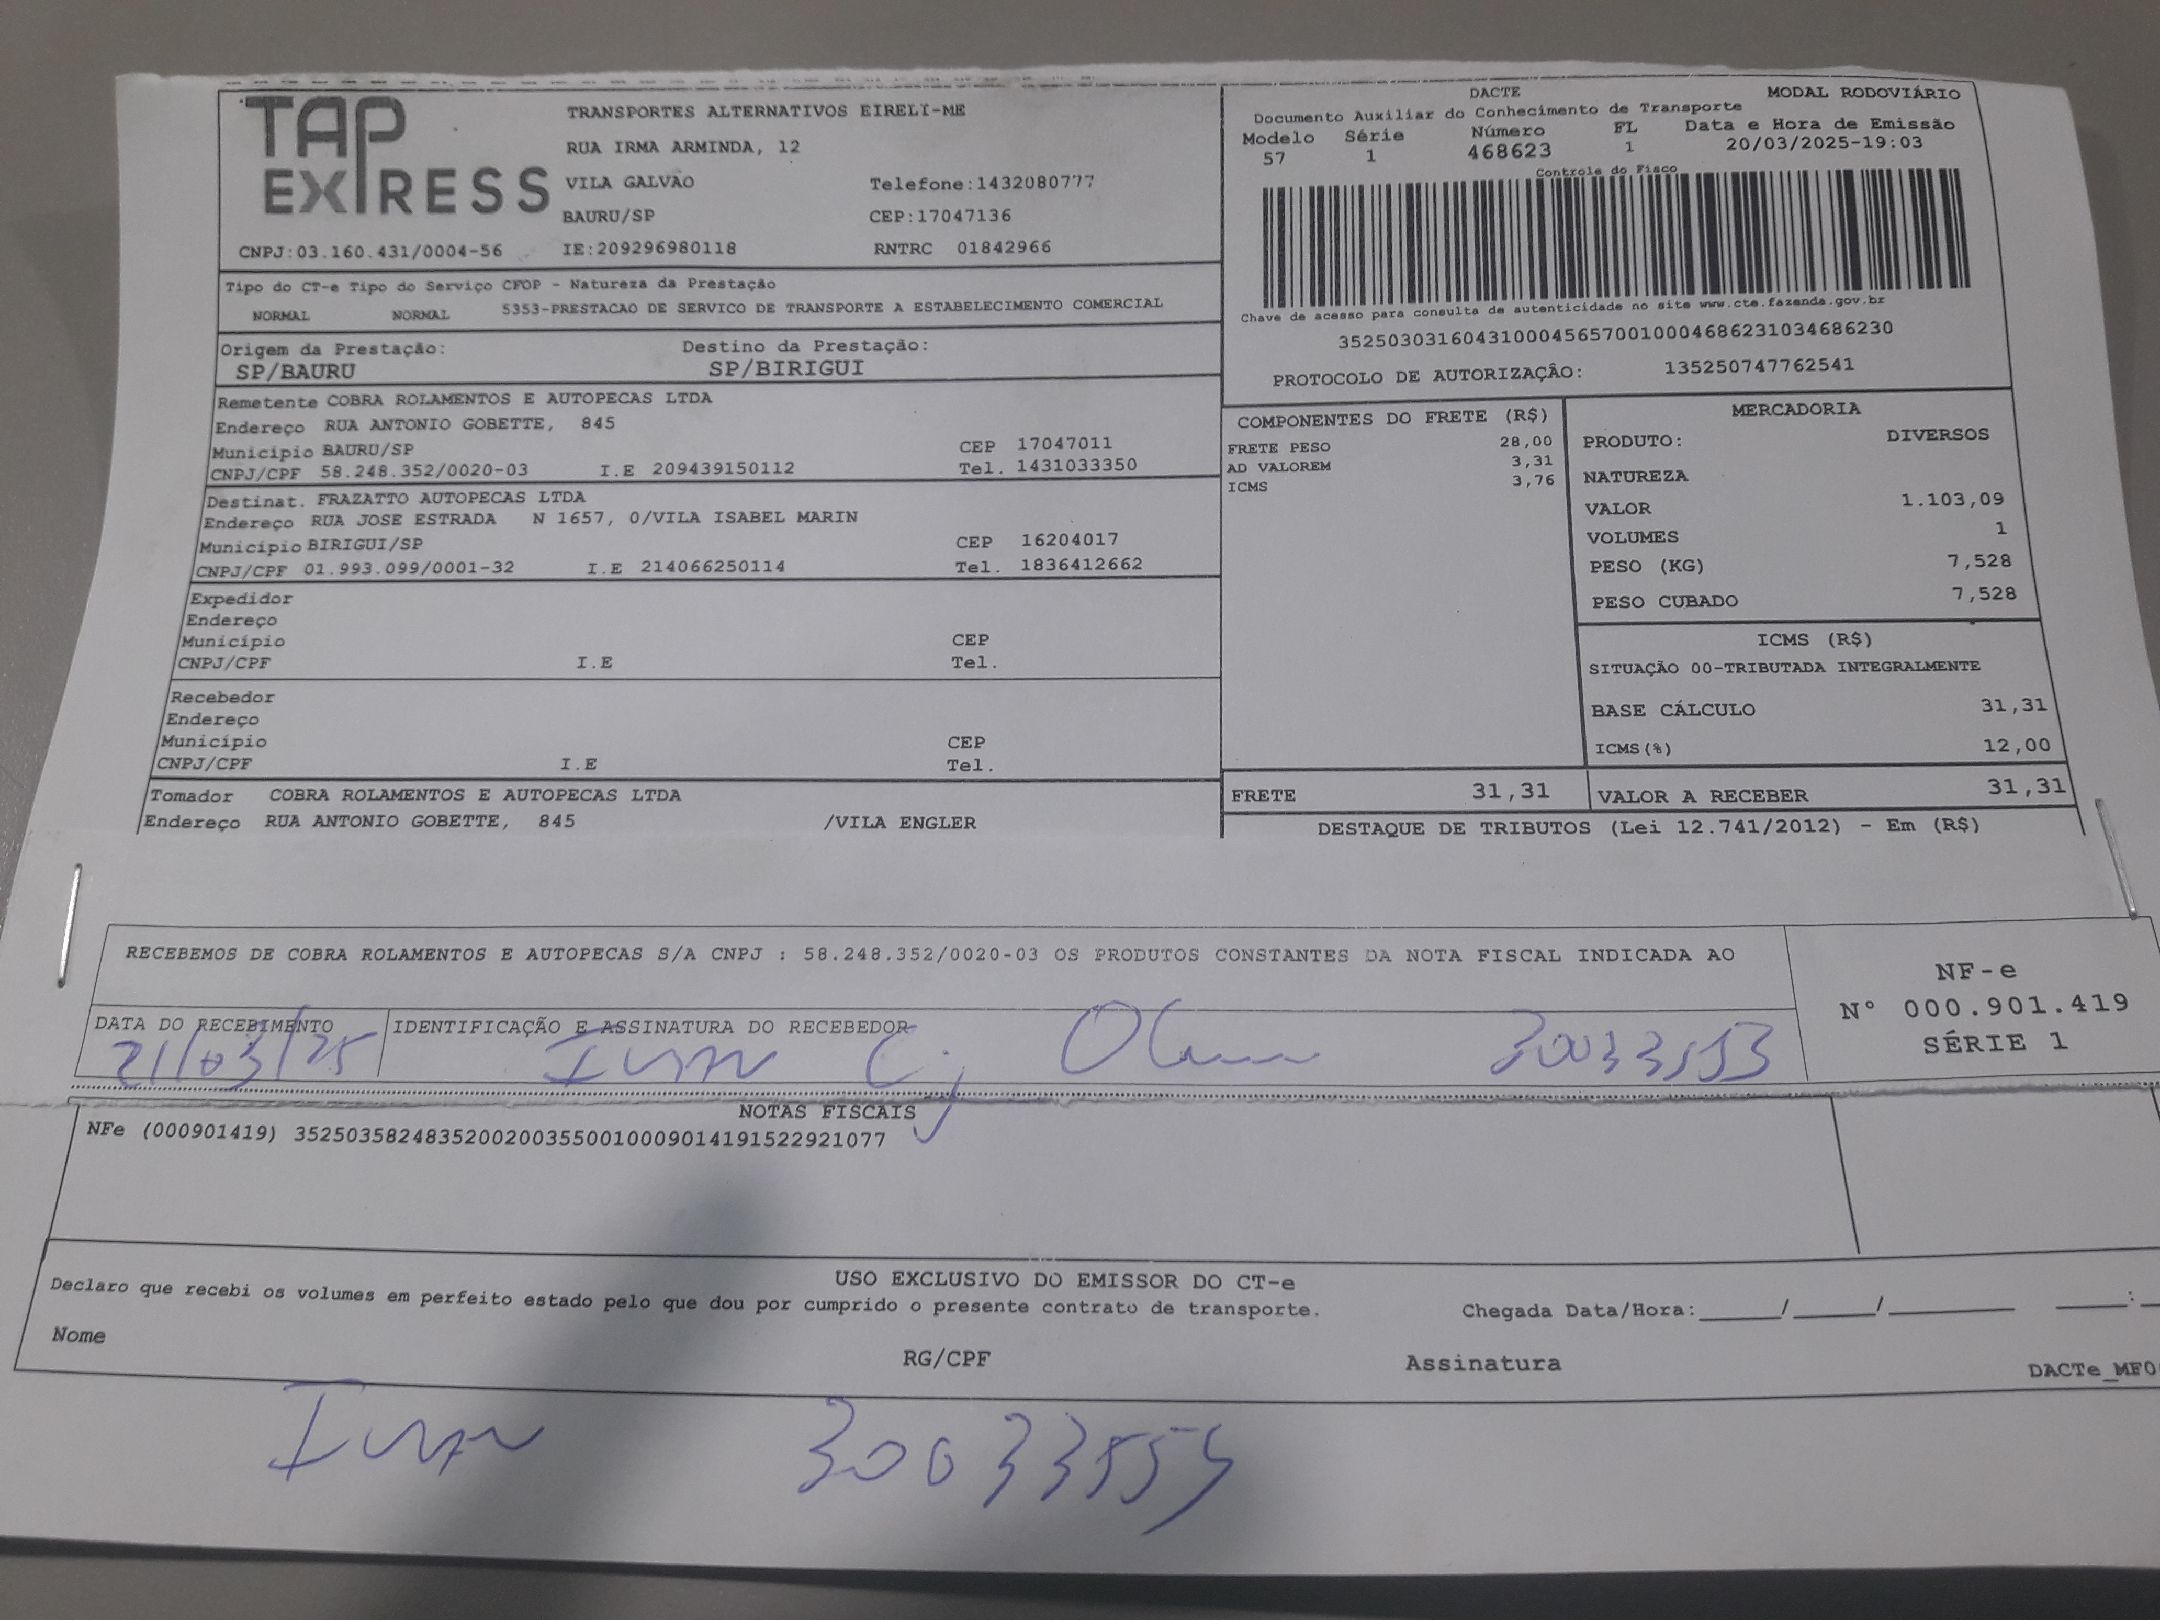 TAP EXPRESS
TRANSPORTES ALTERNATIVOS EIRELI-ME
RUA IRMA ARMINDA, 12
VILA GALVAO Telefone:1432080777
BAURU/SP CEP:17047136
CNPJ:03.160.431/0004-56 IE:209296980118 RNTRC 01842966
Tipo do CT-e Tipo do Serviço CFOP - Natureza da Prestação
NORMAL NORMAL 5353-PRESTACAO DE SERVICO DE TRANSPORTE A ESTABELECIMENTO COMERCIAL
Origem da Prestação: Destino da Prestação:
SP/BAURU SP/BIRIGUI
Remetente COBRA ROLAMENTOS E AUTOPECAS LTDA
Endereço RUA ANTONIO GOBETTE, 845
Município BAURU/SP CEP 17047011
CNPJ/CPF 58.248.352/0020-03 I.E 209439150112 Tel. 1431033350
Destinat. FRAZATTO AUTOPECAS LTDA
Endereço RUA JOSE ESTRADA N 1657, 0/VILA ISABEL MARIN
Município BIRIGUI/SP CEP 16204017
CNPJ/CPF 01.993.099/0001-32 I.E 214066250114 Tel. 1836412662
Expedidor
Endereço
Município CEP
CNPJ/CPF I.E Tel.
Recebedor
Endereço
Município CEP
CNPJ/CPF I.E Tel.
Tomador COBRA ROLAMENTOS E AUTOPECAS LTDA
Endereço RUA ANTONIO GOBETTE, 845 /VILA ENGLER
DACTE MODAL RODOVIÁRIO
Documento Auxiliar do Conhecimento de Transporte
Modelo Série Número FL Data e Hora de Emissão
57 1 468623 1 20/03/2025-19:03
Controle do Fisco
Chave de acesso para consulta de autenticidade no site www.cte.fazenda.gov.br
35250303160431000456570010004686231034686230
PROTOCOLO DE AUTORIZAÇÃO: 135250747762541
COMPONENTES DO FRETE (R$)
FRETE PESO 28,00
AD VALOREM 3,31
ICMS 3,76
MERCADORIA
PRODUTO: DIVERSOS
NATUREZA
VALOR 1.103,09
VOLUMES 1
PESO (KG) 7,528
PESO CUBADO 7,528
ICMS (R$)
SITUAÇÃO 00-TRIBUTADA INTEGRALMENTE
BASE CÁLCULO 31,31
ICMS(%) 12,00
FRETE 31,31 VALOR A RECEBER 31,31
DESTAQUE DE TRIBUTOS (Lei 12.741/2012) - Em (R$)
RECEBEMOS DE COBRA ROLAMENTOS E AUTOPECAS S/A CNPJ : 58.248.352/0020-03 OS PRODUTOS CONSTANTES DA NOTA FISCAL INDICADA AO
NF-e
Nº 000.901.419
SÉRIE 1
DATA DO RECEBIMENTO IDENTIFICAÇÃO E ASSINATURA DO RECEBEDOR
21/03/25 Ivan
NOTAS FISCAIS
NFe (000901419) 35250358248352002003550010009014191522921077
USO EXCLUSIVO DO EMISSOR DO CT-e
Declaro que recebi os volumes em perfeito estado pelo que dou por cumprido o presente contrato de transporte. Chegada Data/Hora:____/____/______ ____:
Nome RG/CPF Assinatura
Ivan